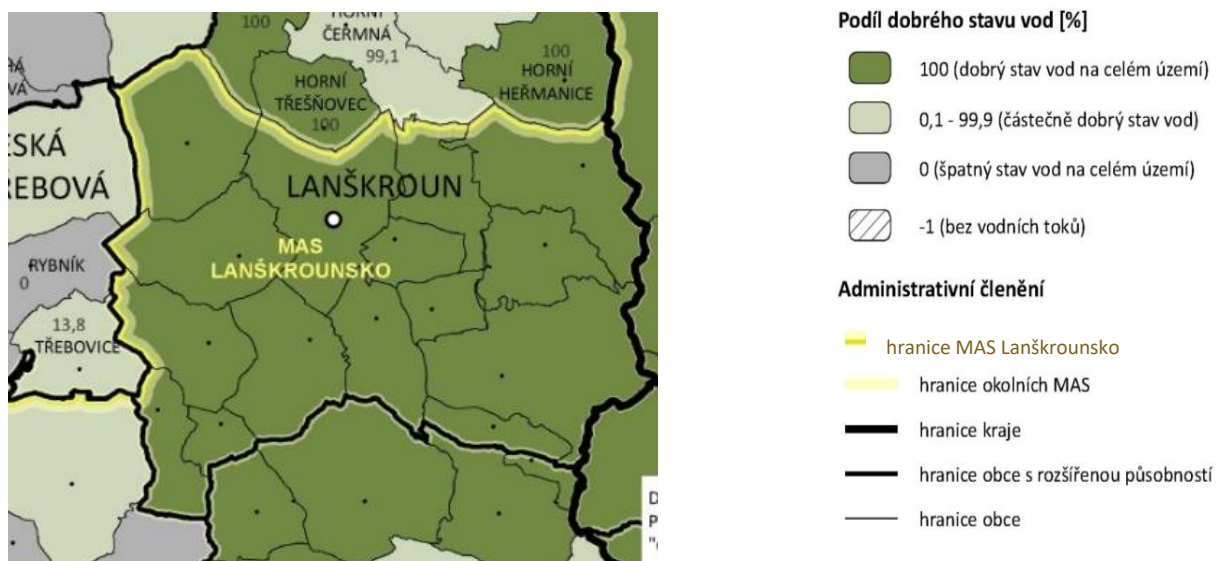 100
HORNÍ
ČERMNÁ
99,1
100
HORNÍ
HEŘMANICE
HORNÍ
TŘEŠŇOVEC
100
LANŠKROUN
MAS
LANŠKROUNSKO
RYBNÍK
0
13,8
TŘEBOVICE
Podíl dobrého stavu vod [%]
100 (dobrý stav vod na celém území)
0,1 - 99,9 (částečně dobrý stav vod)
0 (špatný stav vod na celém území)
-1 (bez vodních toků)
Administrativní členění
hranice MAS Lanškrounsko
hranice okolních MAS
hranice kraje
hranice obce s rozšířenou působností
hranice obce